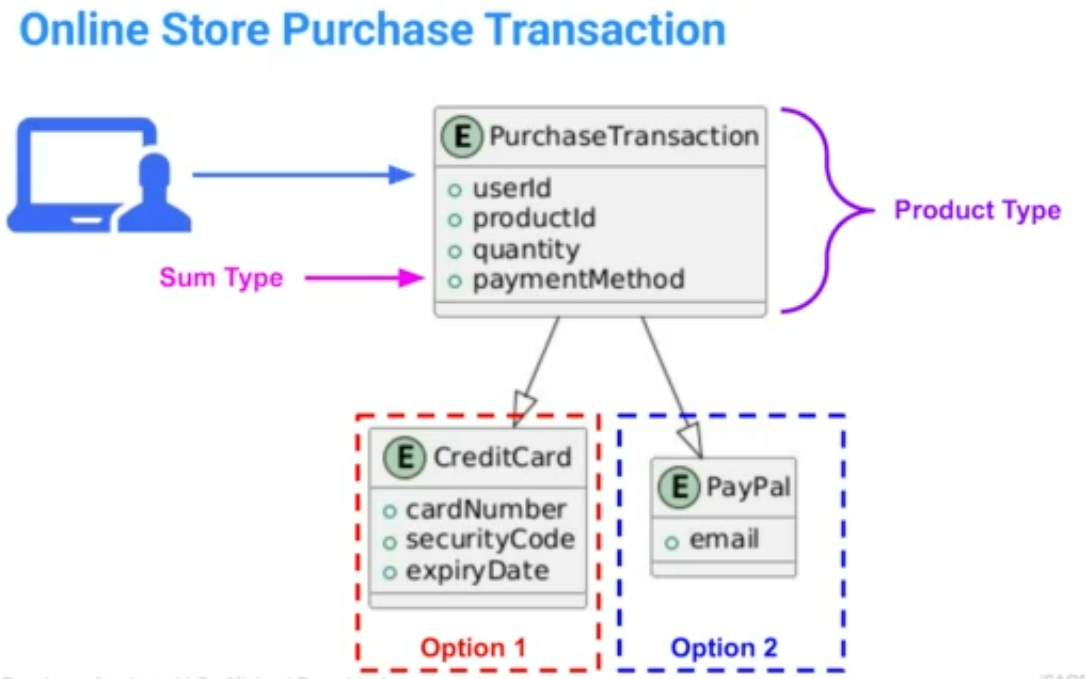 Online Store Purchase Transaction
E PurchaseTransaction
userId
productId
quantity
paymentMethod
Product Type
Sum Type
E CreditCard
cardNumber
securityCode
expiryDate
Option 1
E PayPal
email
Option 2